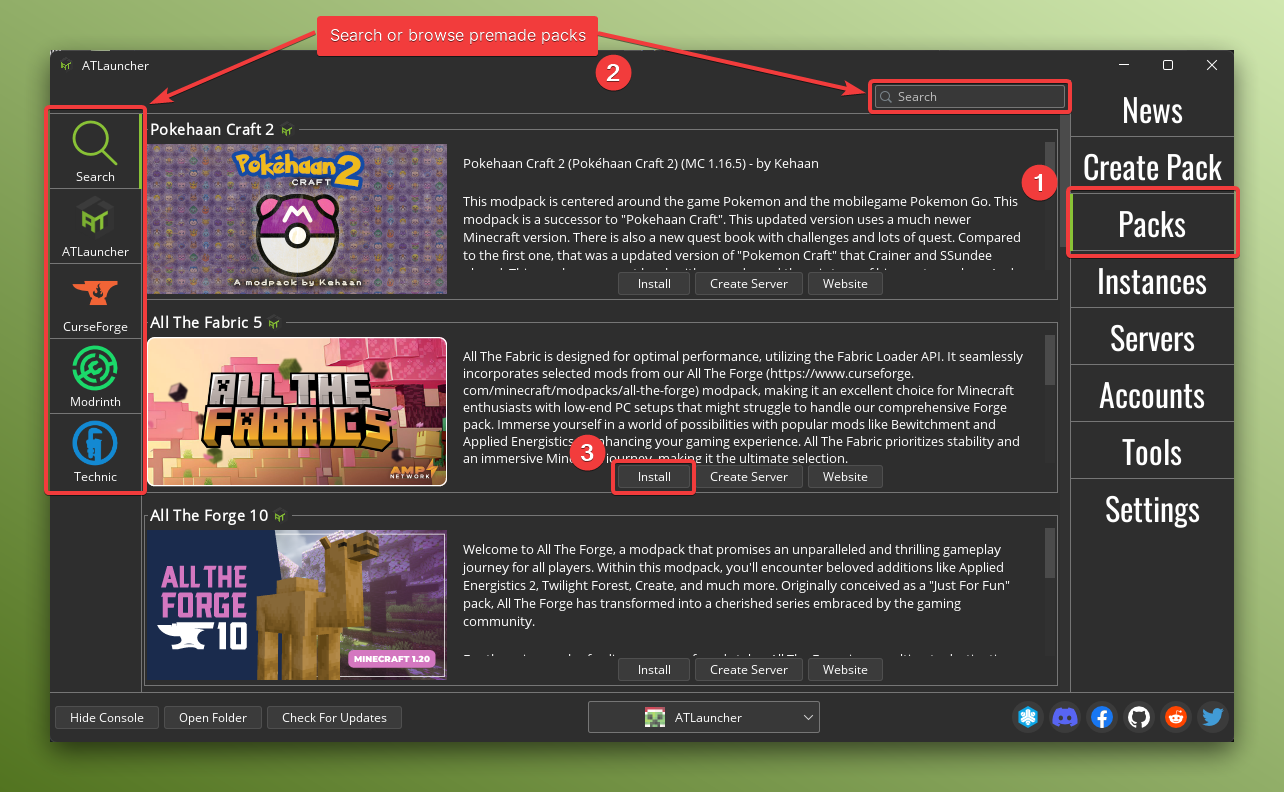 Search or browse premade packs
2
ATLauncher
Search
News
Create Pack
1
Packs
Instances
Servers
Accounts
Tools
Settings
Search
ATLauncher
CurseForge
Modrinth
Technic
Pokehaan Craft 2
Pokéhaan
CRAFT 2
M
A modpack by Kehaan
Pokehaan Craft 2 (Pokéhaan Craft 2) (MC 1.16.5) - by Kehaan
This modpack is centered around the game Pokemon and the mobilegame Pokemon Go. This
modpack is a successor to "Pokehaan Craft". This updated version uses a much newer
Minecraft version. There is also a new quest book with challenges and lots of quest. Compared
to the first one, that was a updated version of "Pokemon Craft" that Crainer and SSundee
Install
Create Server
Website
All The Fabric 5
ALL THE
FABRICS
AMP
NETWORK
All The Fabric is designed for optimal performance, utilizing the Fabric Loader API. It seamlessly
incorporates selected mods from our All The Forge (https://www.curseforge.
com/minecraft/modpacks/all-the-forge) modpack, making it an excellent choice for Minecraft
enthusiasts with low-end PC setups that might struggle to handle our comprehensive Forge
pack. Immerse yourself in a world of possibilities with popular mods like Bewitchment and
Applied Energistics enhancing your gaming experience. All The Fabric prioritizes stability and
an immersive journey, making it the ultimate selection.
3
Install
Create Server
Website
All The Forge 10
ALL THE
FORGE
10
MINECRAFT 1.20
Welcome to All The Forge, a modpack that promises an unparalleled and thrilling gameplay
journey for all players. Within this modpack, you'll encounter beloved additions like Applied
Energistics 2, Twilight Forest, Create, and much more. Originally conceived as a "Just For Fun"
pack, All The Forge has transformed into a cherished series embraced by the gaming
community.
Install
Create Server
Website
Hide Console
Open Folder
Check For Updates
ATLauncher